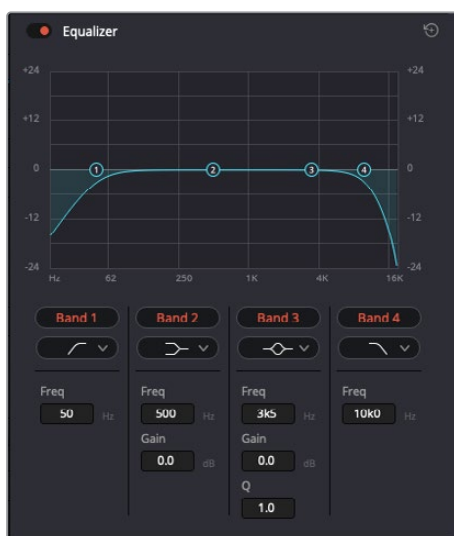 Equalizer
+24 +24
+12 +12
0 1 2 3 4 0
-12 -12
-24 -24
Hz 62 250 1K 4K 16K
Band 1 Band 2 Band 3 Band 4
Freq Freq Freq Freq
50 Hz 500 Hz 3k5 Hz 10k0 Hz
Gain Gain
0.0 dB 0.0 dB
Q
1.0